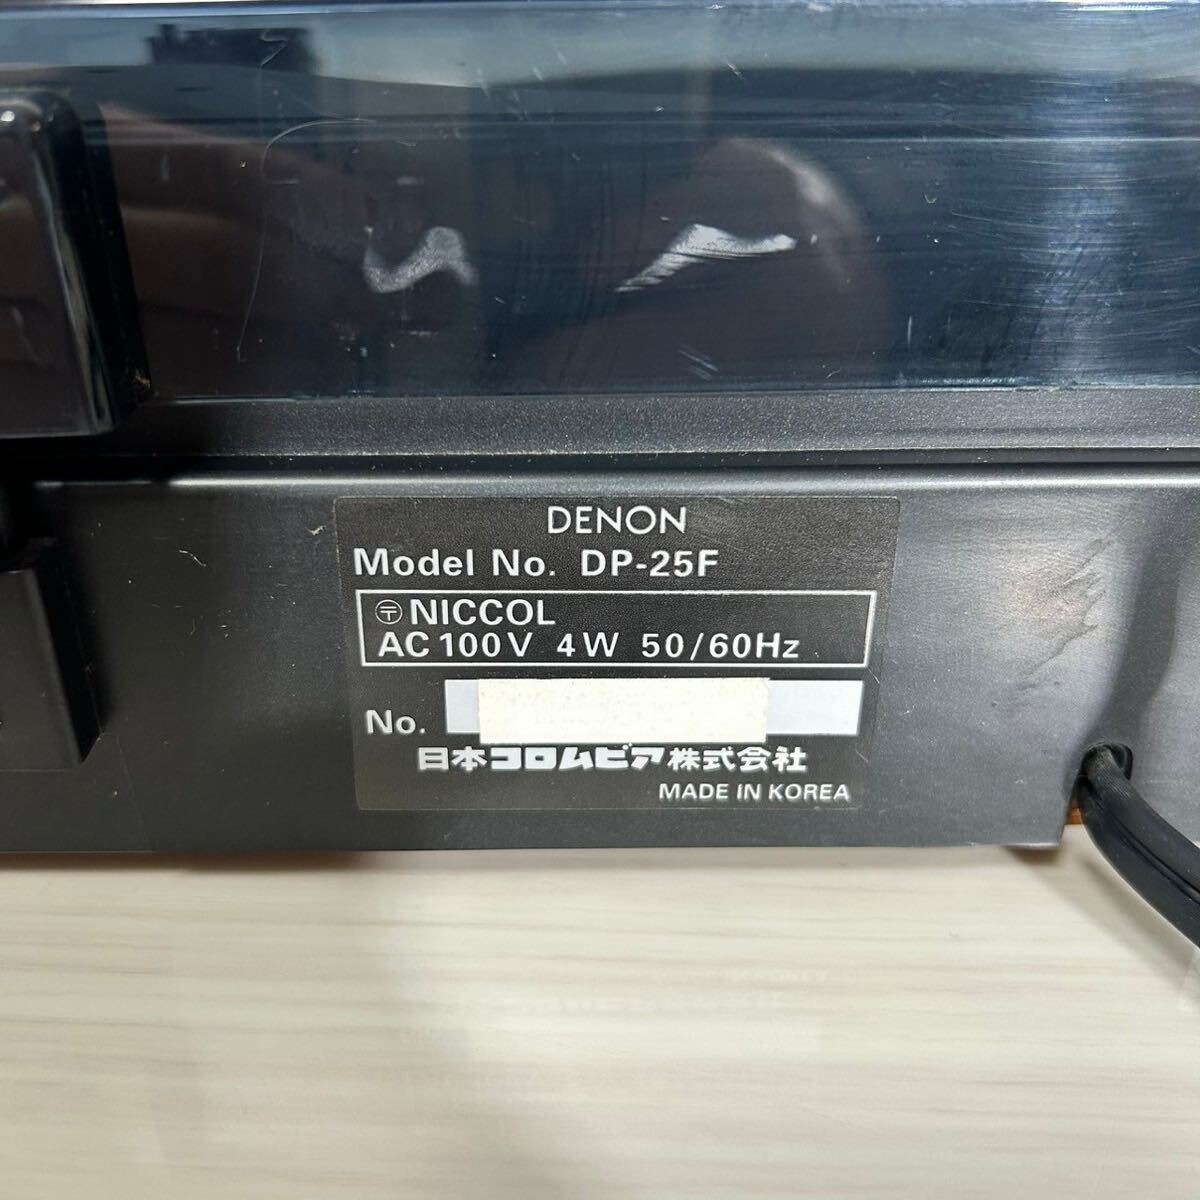 DENON
Model No. DP-25F
〶 NICCOL
AC 100V 4W 50/60Hz
No.
日本コロムビア株式会社
MADE IN KOREA